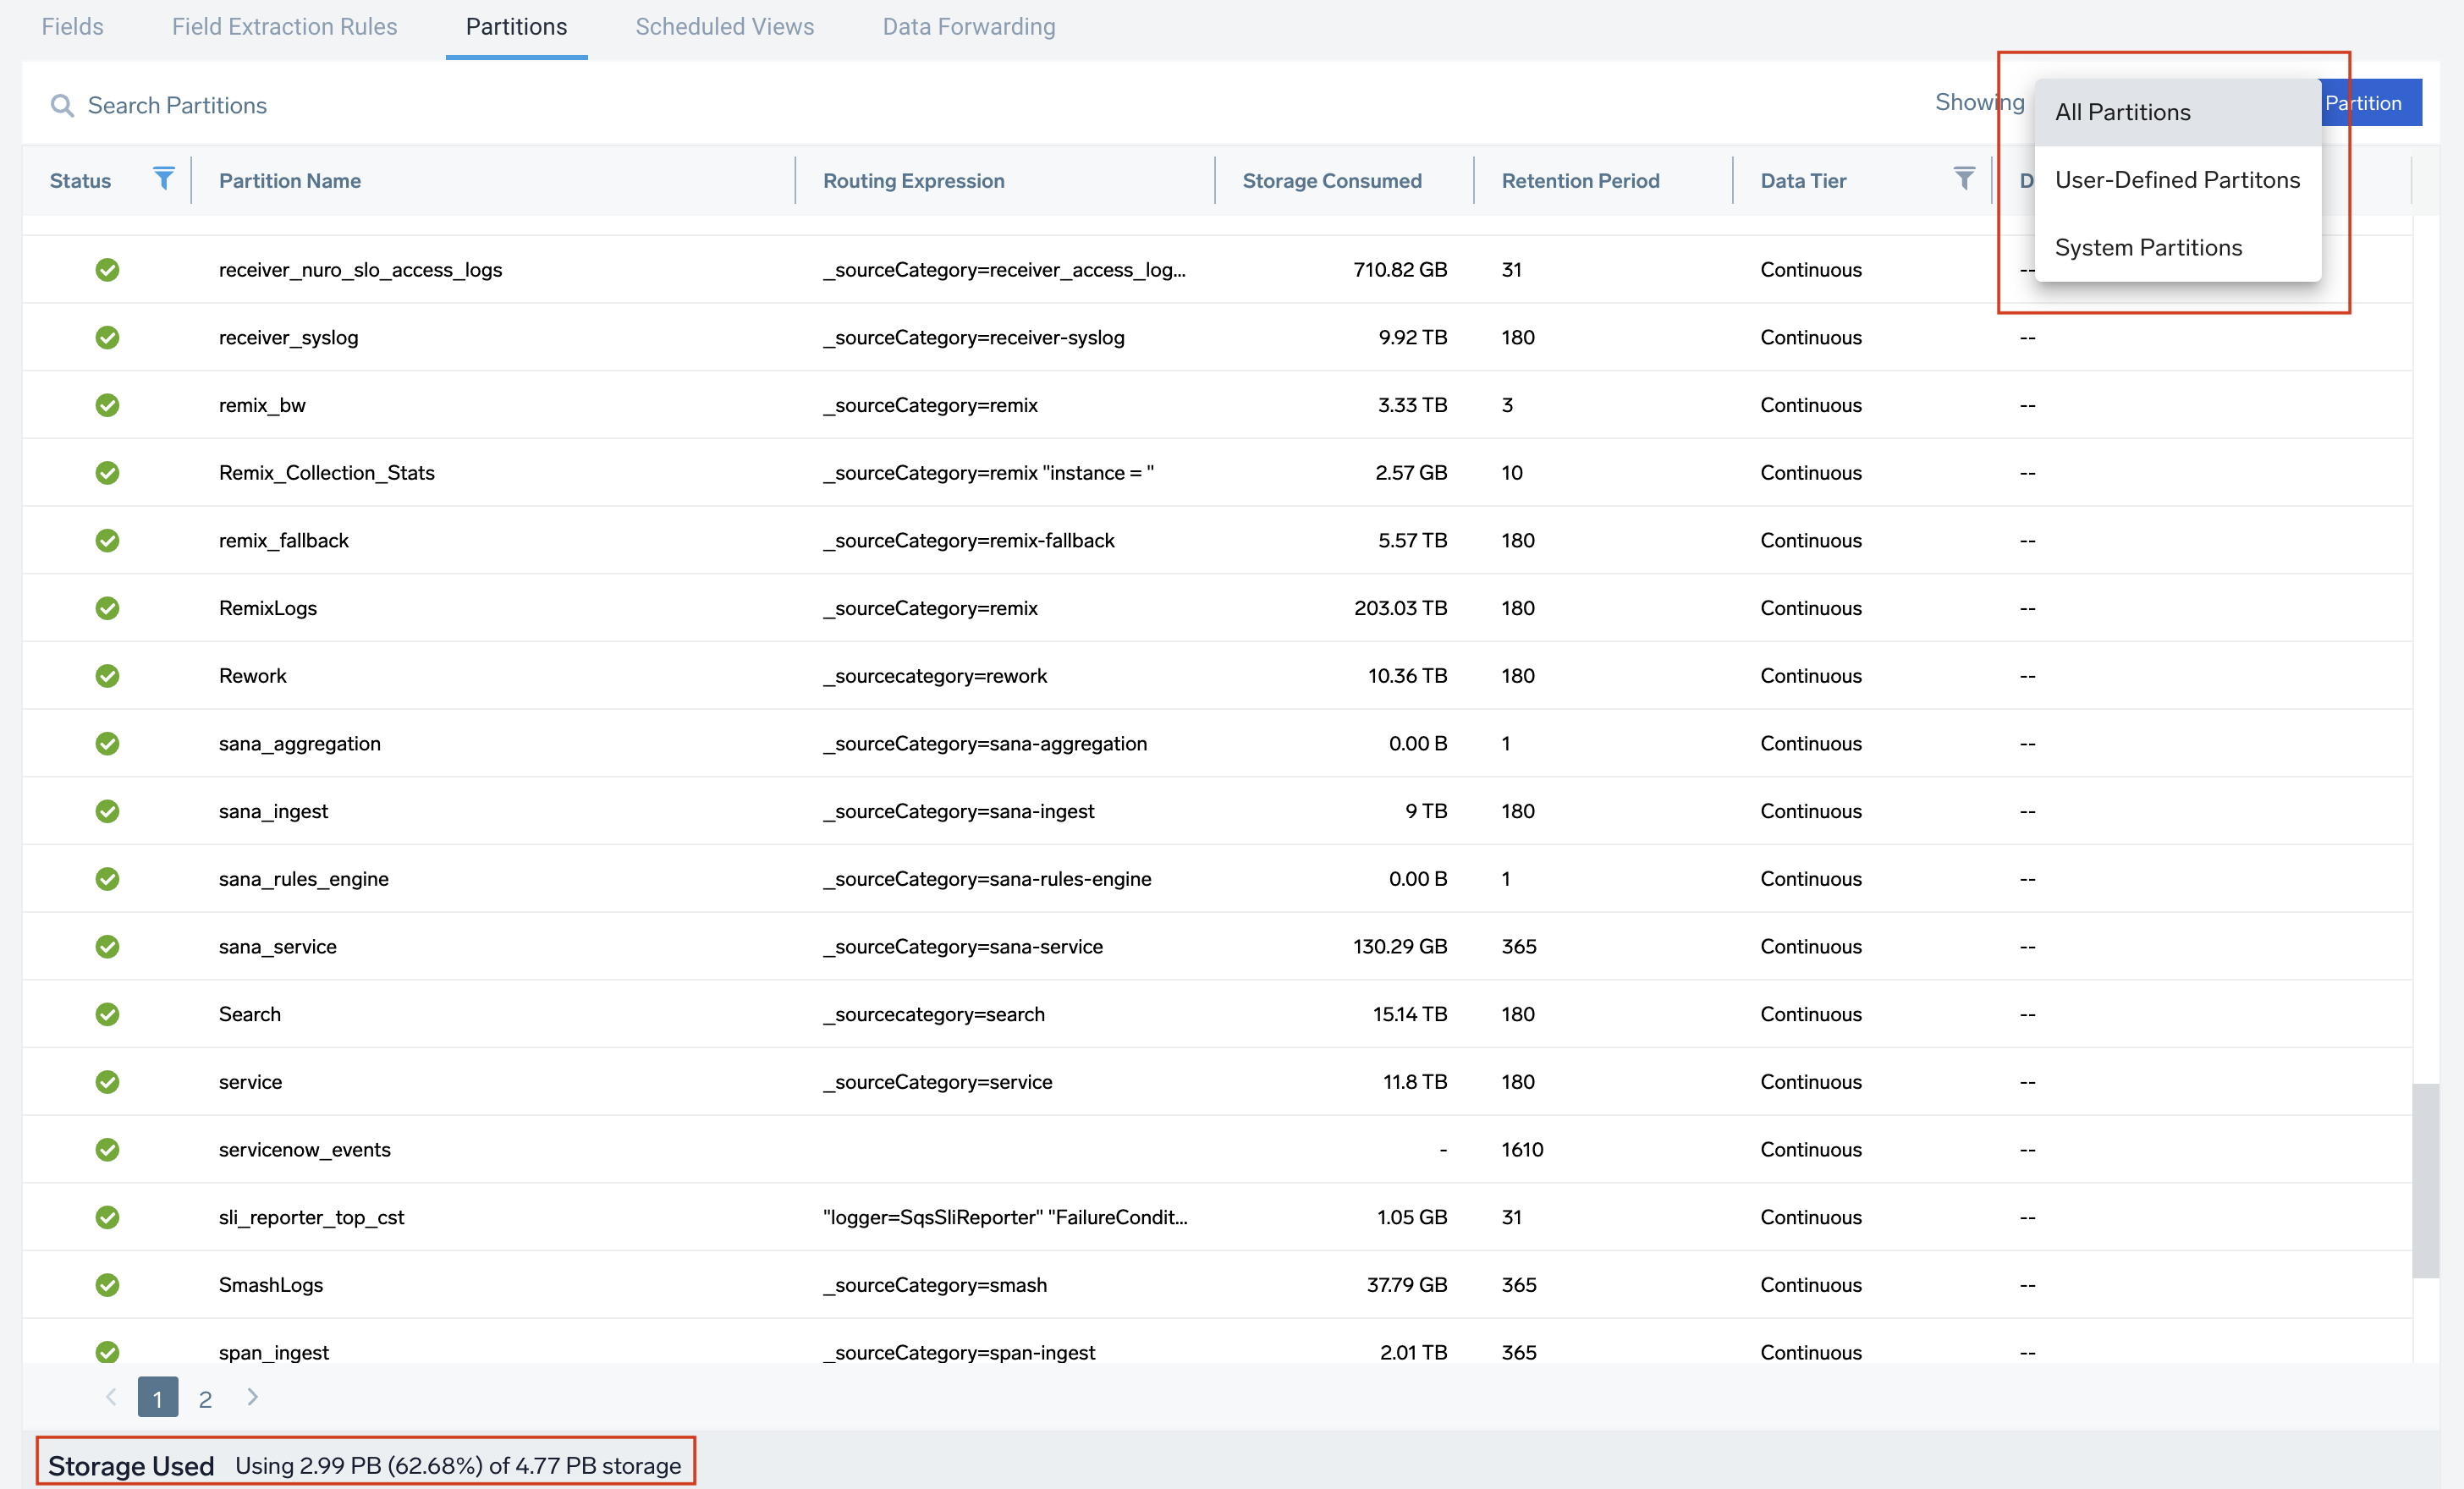 Fields Field Extraction Rules Partitions Scheduled Views Data Forwarding
Search Partitions Showing All Partitions Partition
User-Defined Partitons
System Partitions
Status Partition Name Routing Expression Storage Consumed Retention Period Data Tier D
receiver_nuro_slo_access_logs _sourceCategory=receiver_access_log... 710.82 GB 31 Continuous --
receiver_syslog _sourceCategory=receiver-syslog 9.92 TB 180 Continuous --
remix_bw _sourceCategory=remix 3.33 TB 3 Continuous --
Remix_Collection_Stats _sourceCategory=remix "instance = " 2.57 GB 10 Continuous --
remix_fallback _sourceCategory=remix-fallback 5.57 TB 180 Continuous --
RemixLogs _sourceCategory=remix 203.03 TB 180 Continuous --
Rework _sourcecategory=rework 10.36 TB 180 Continuous --
sana_aggregation _sourceCategory=sana-aggregation 0.00 B 1 Continuous --
sana_ingest _sourceCategory=sana-ingest 9 TB 180 Continuous --
sana_rules_engine _sourceCategory=sana-rules-engine 0.00 B 1 Continuous --
sana_service _sourceCategory=sana-service 130.29 GB 365 Continuous --
Search _sourcecategory=search 15.14 TB 180 Continuous --
service _sourceCategory=service 11.8 TB 180 Continuous --
servicenow_events - 1610 Continuous --
sli_reporter_top_cst "logger=SqsSliReporter" "FailureCondit... 1.05 GB 31 Continuous --
SmashLogs _sourceCategory=smash 37.79 GB 365 Continuous --
span_ingest _sourceCategory=span-ingest 2.01 TB 365 Continuous --
1 2
Storage Used Using 2.99 PB (62.68%) of 4.77 PB storage